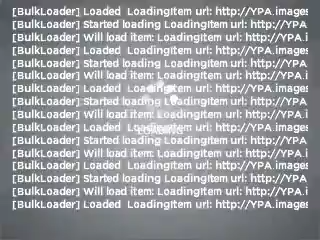 [BulkLoader] Loaded LoadingItem url: http://YPA.images
[BulkLoader] Started loading LoadingItem url: http://YPA
[BulkLoader] Will load item: LoadingItem url: http://YPA.i
[BulkLoader] Loaded LoadingItem url: http://YPA.images
[BulkLoader] Started loading LoadingItem url: http://YPA
[BulkLoader] Will load item: LoadingItem url: http://YPA.i
[BulkLoader] Loaded LoadingItem url: http://YPA.images
[BulkLoader] Started loading LoadingItem url: http://YPA
[BulkLoader] Will load item: LoadingItem url: http://YPA.i
[BulkLoader] Loaded LoadingItem url: http://YPA.images
LOADING
[BulkLoader] Started loading LoadingItem url: http://YPA
[BulkLoader] Will load item: LoadingItem url: http://YPA.i
[BulkLoader] Loaded LoadingItem url: http://YPA.images
[BulkLoader] Started loading LoadingItem url: http://YPA
[BulkLoader] Will load item: LoadingItem url: http://YPA.i
[BulkLoader] Loaded LoadingItem url: http://YPA.images